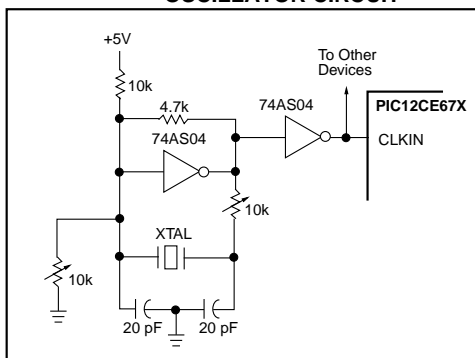 OSCILLATOR CIRCUIT
+5V
To Other
Devices
10k
4.7k
74AS04
PIC12CE67X
74AS04
CLKIN
10k
XTAL
10k
20 pF
20 pF